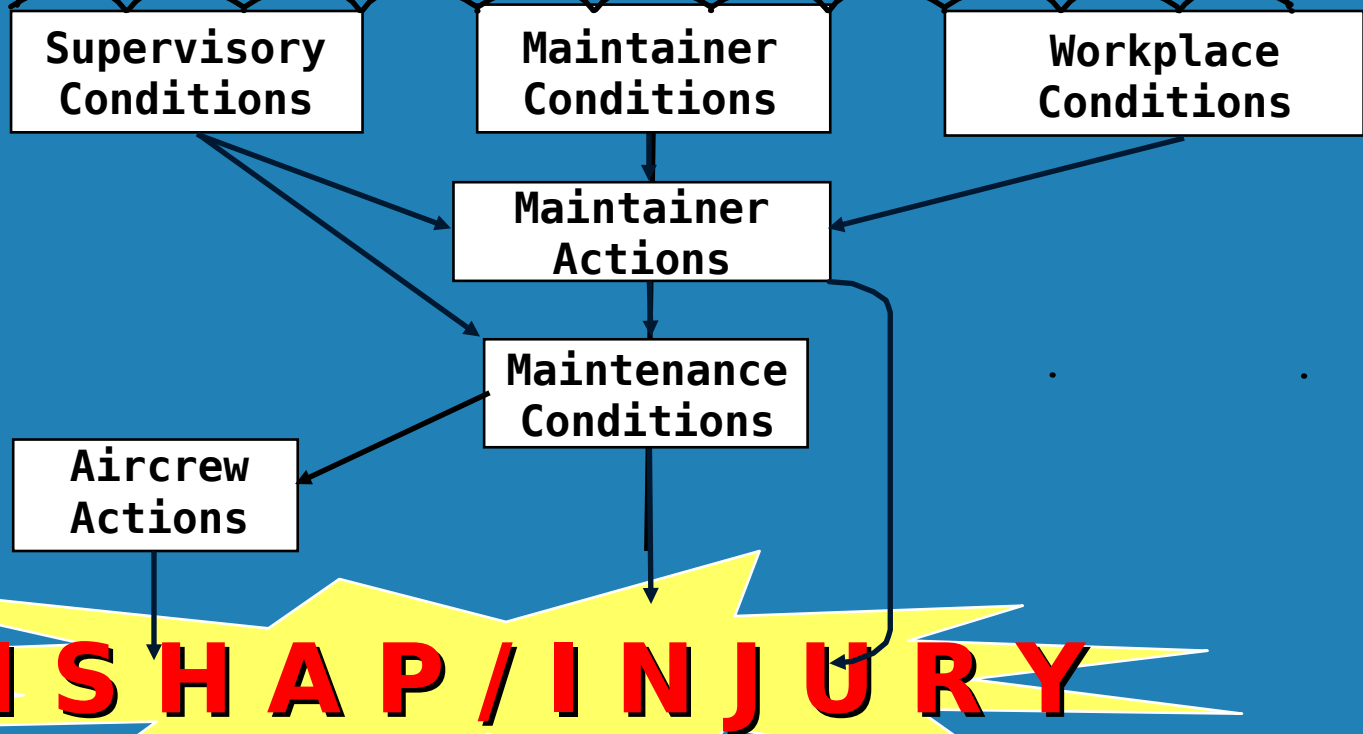 Supervisory
Conditions
Maintainer
Conditions
Workplace
Conditions
Maintainer
Actions
Maintenance
Conditions
Aircrew
Actions
ISHAP/INJURY